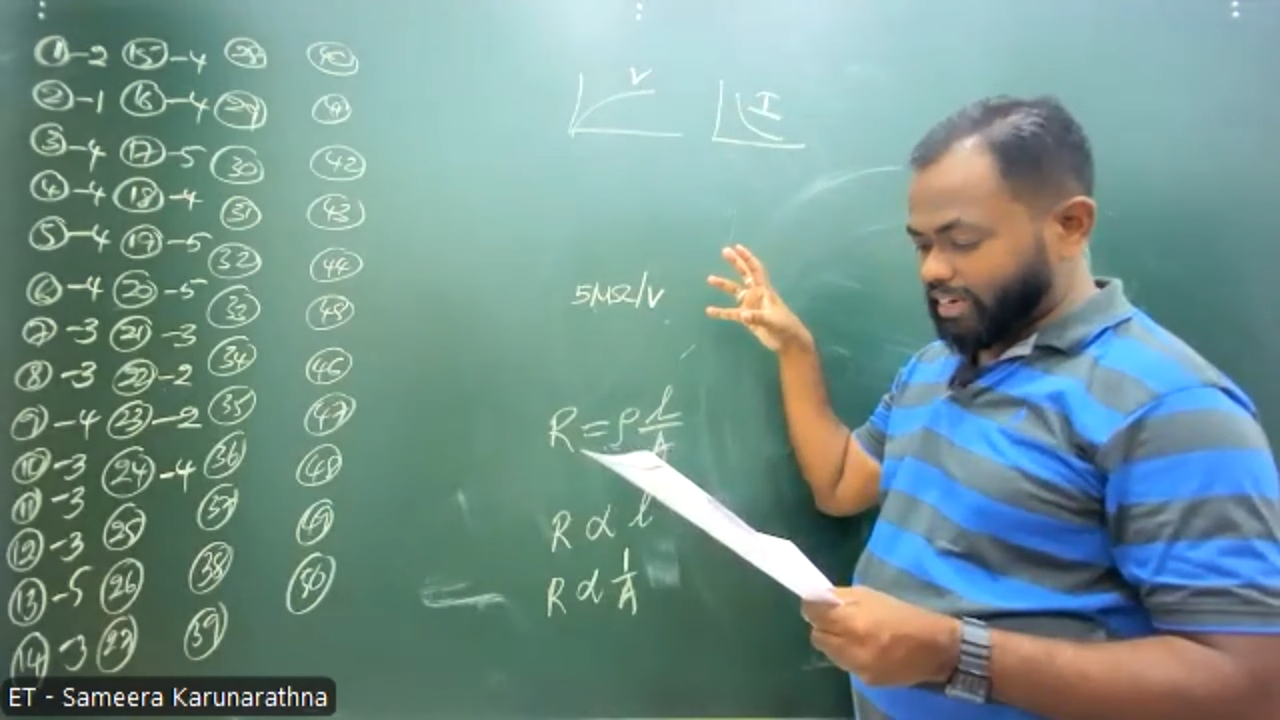 ①-2 ⑮-4 ㉘ ㊵
②-1 ⑯-4 ㉙ ㊶
③-4 ⑰-5 ㉚ ㊷
④-4 ⑱-4 ㉛ ㊸
⑤-4 ⑲-5 ㉜ ㊹
⑥-4 ⑳-5 ㉝ ㊺
⑦-3 ㉑-3 ㉞ ㊻
⑧-3 ㉒-2 ㉟ ㊼
⑨-4 ㉓-2 ㊱ ㊽
⑩-3 ㉔-4 ㊲ ㊾
⑪-3 ㉕ ㊳ ㊿
⑫-3 ㉖ ㊴
⑬-5 ㉗
⑭-3
V
I
5MΩ/V
R = ρ l/A
R ∝ l
R ∝ 1/A
ET - Sameera Karunarathna